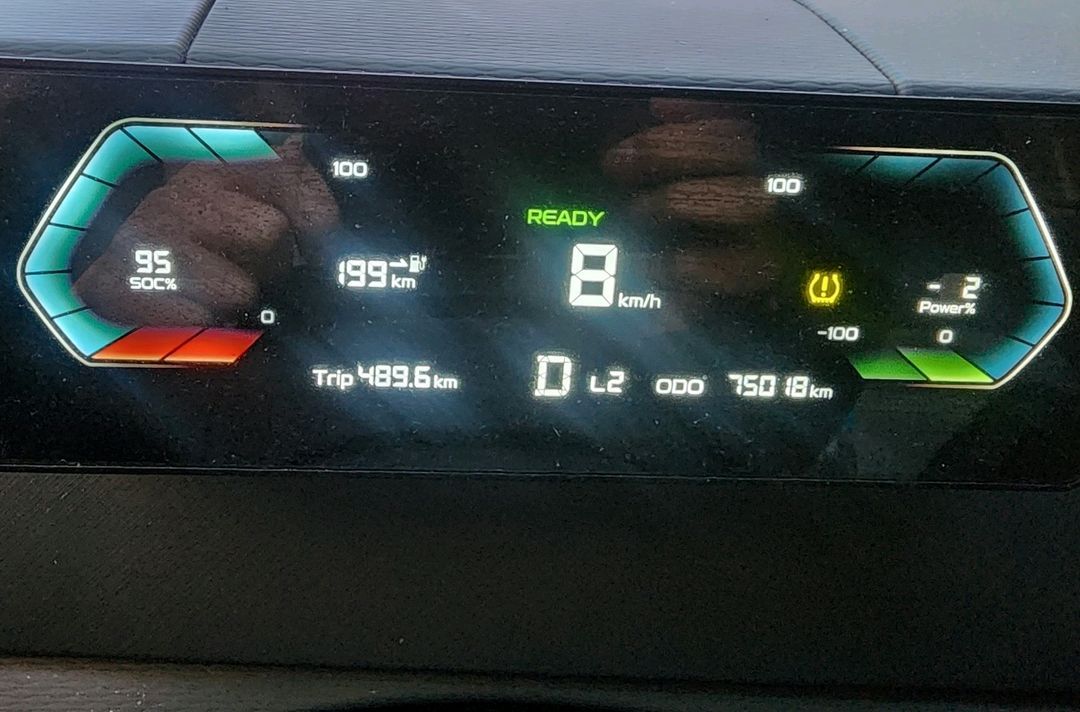 100
100
READY
95
SOC%
199 km
8 km/h
- 2
Power%
0
-100
0
Trip 489.6 km
D L2
ODO 75018 km